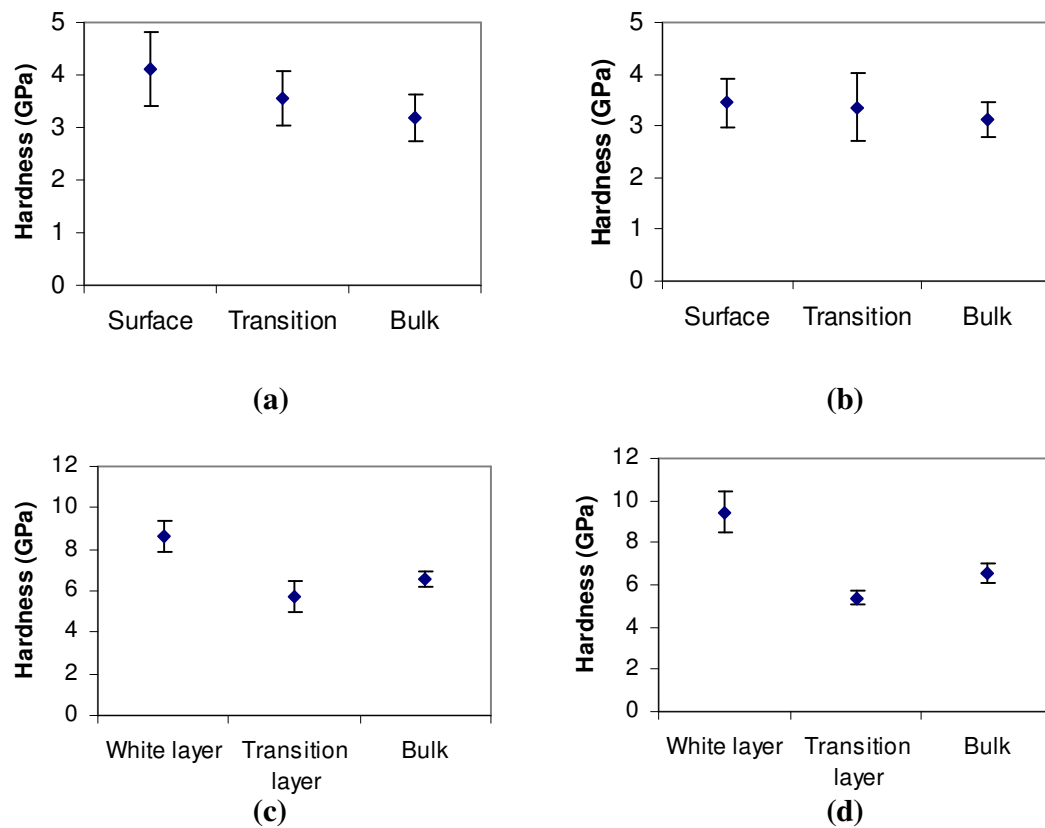 5
4
3
2
1
0
Hardness (GPa)
Surface Transition Bulk
(a)
5
4
3
2
1
0
Hardness (GPa)
Surface Transition Bulk
(b)
12
10
8
6
4
2
0
Hardness (GPa)
White layer Transition Bulk
layer
(c)
12
10
8
6
4
2
0
Hardness (GPa)
White layer Transition Bulk
layer
(d)